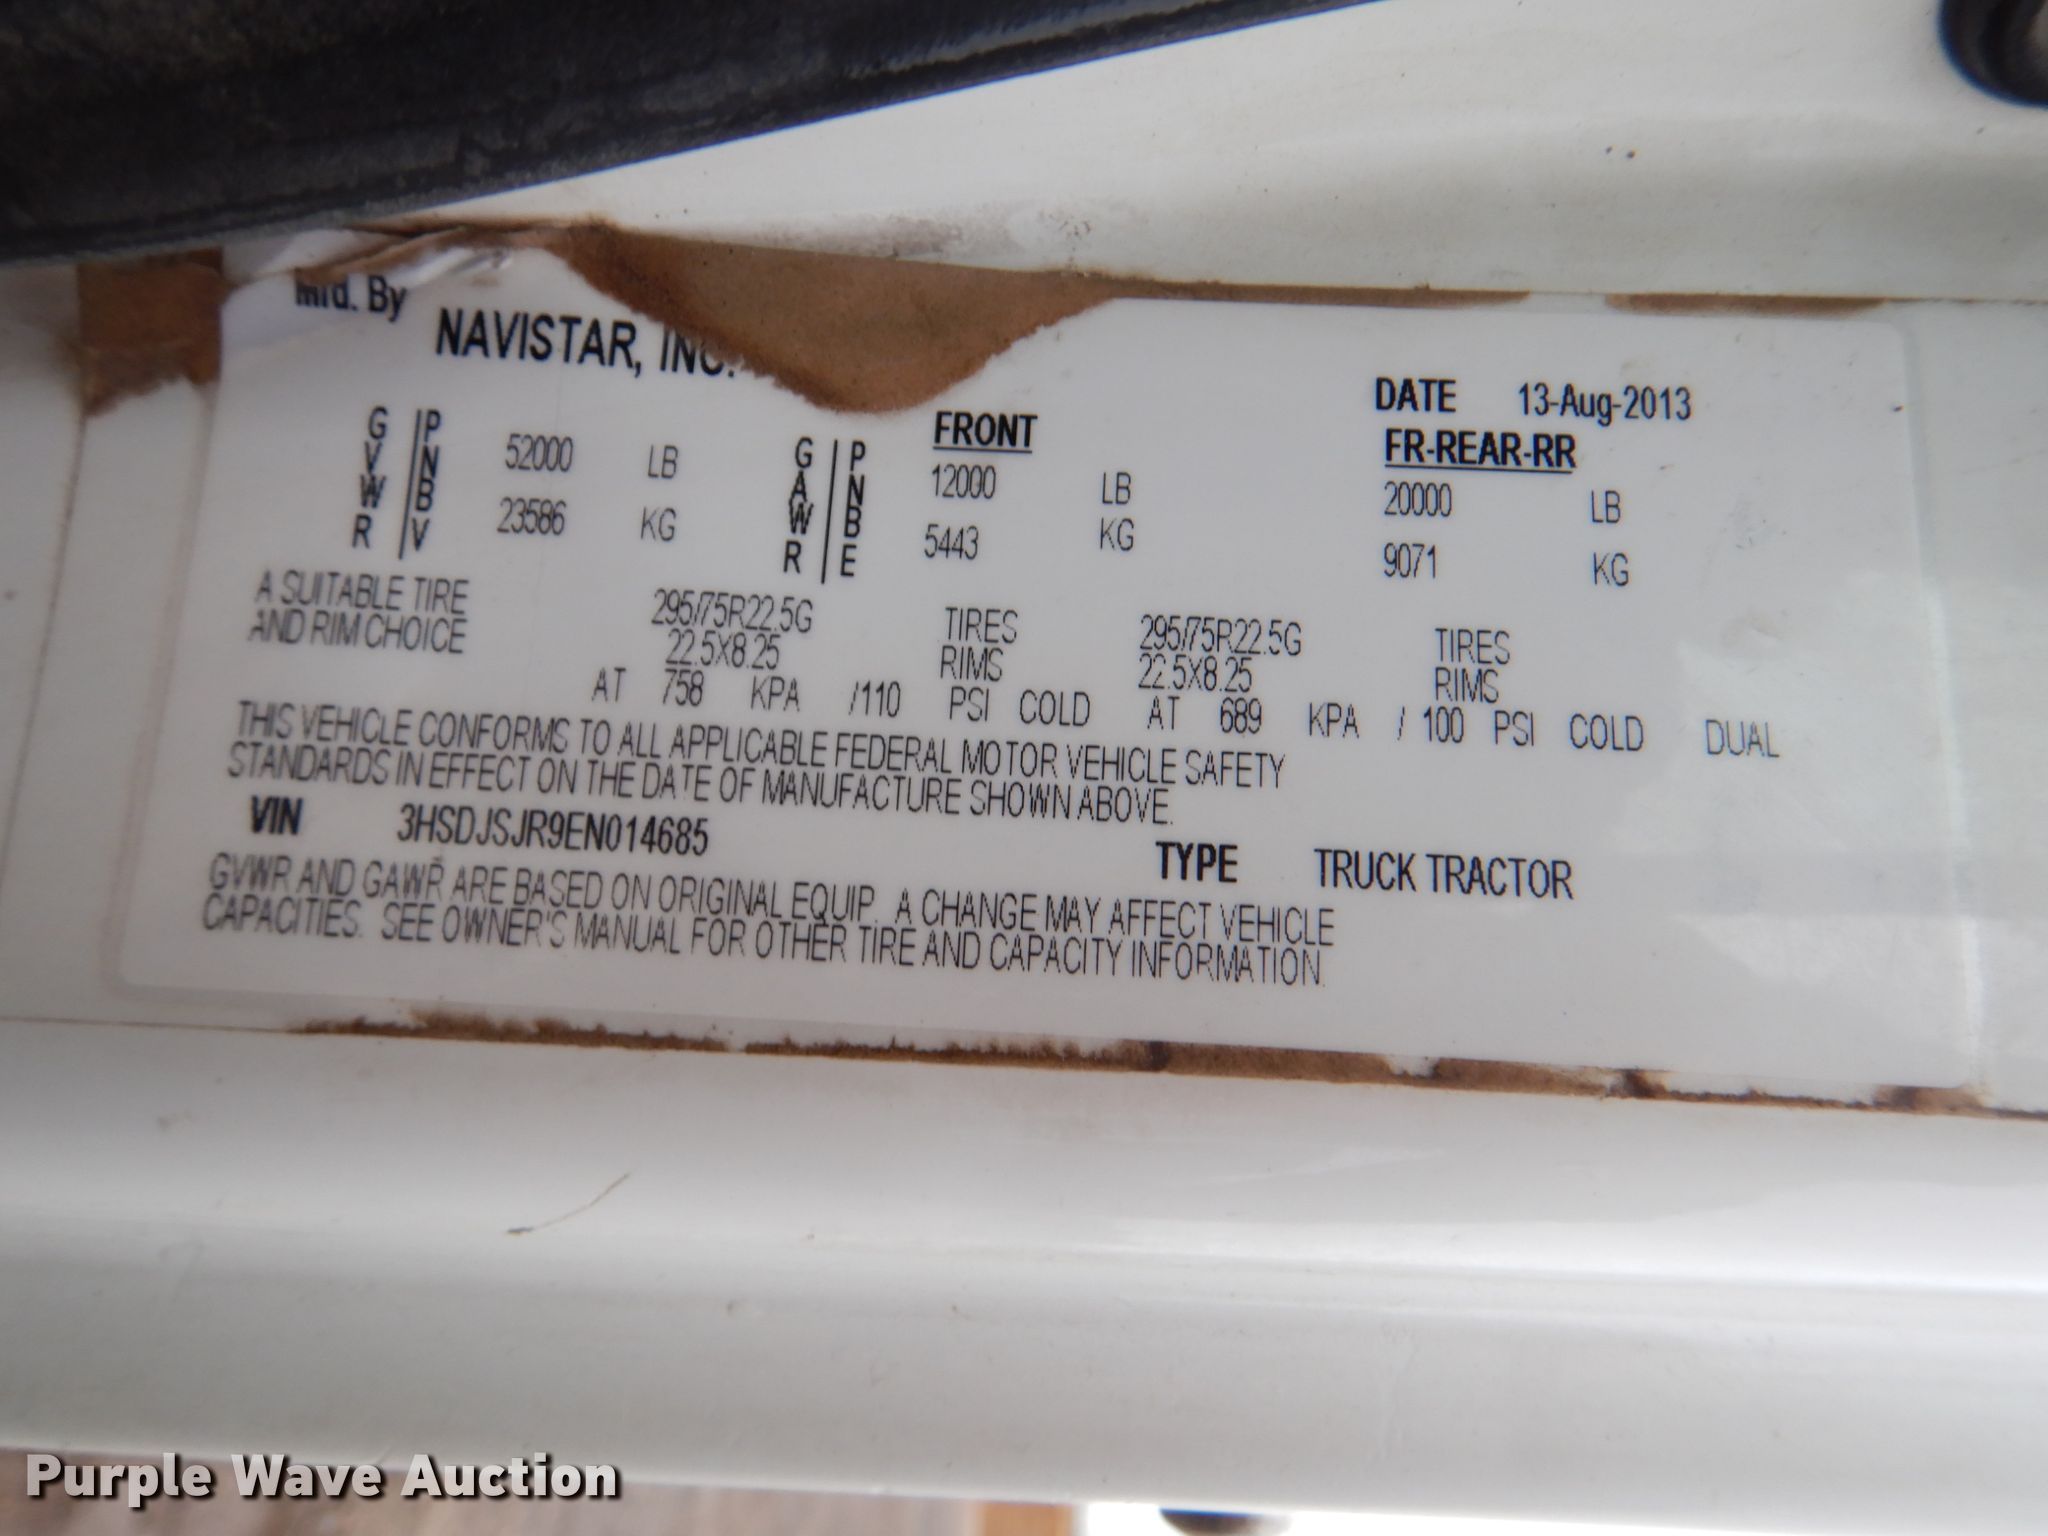 Mfd. By NAVISTAR, INC.
DATE 13-Aug-2013
FRONT FR-REAR-RR
GVWR | PNBV 52000 LB GAWR | PNBE 12000 LB 20000 LB
23586 KG 5443 KG 9071 KG
A SUITABLE TIRE 295/75R22.5G TIRES 295/75R22.5G TIRES
AND RIM CHOICE 22.5X8.25 RIMS 22.5X8.25 RIMS
AT 758 KPA /110 PSI COLD AT 689 KPA / 100 PSI COLD DUAL
THIS VEHICLE CONFORMS TO ALL APPLICABLE FEDERAL MOTOR VEHICLE SAFETY
STANDARDS IN EFFECT ON THE DATE OF MANUFACTURE SHOWN ABOVE.
VIN 3HSDJSJR9EN014685 TYPE TRUCK TRACTOR
GVWR AND GAWR ARE BASED ON ORIGINAL EQUIP. A CHANGE MAY AFFECT VEHICLE
CAPACITIES. SEE OWNER'S MANUAL FOR OTHER TIRE AND CAPACITY INFORMATION.
Purple Wave Auction